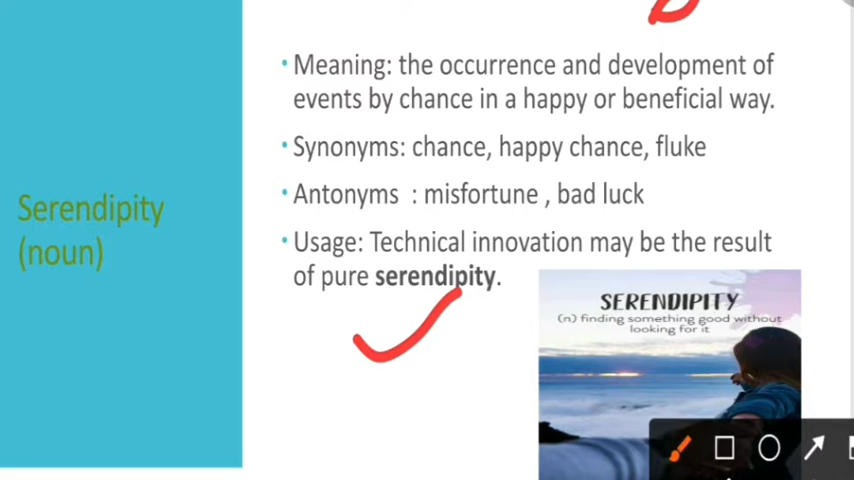 Serendipity
(noun)
• Meaning: the occurrence and development of
events by chance in a happy or beneficial way.
• Synonyms: chance, happy chance, fluke
• Antonyms : misfortune , bad luck
• Usage: Technical innovation may be the result
of pure serendipity.
SERENDIPITY
(n) finding something good without
looking for it